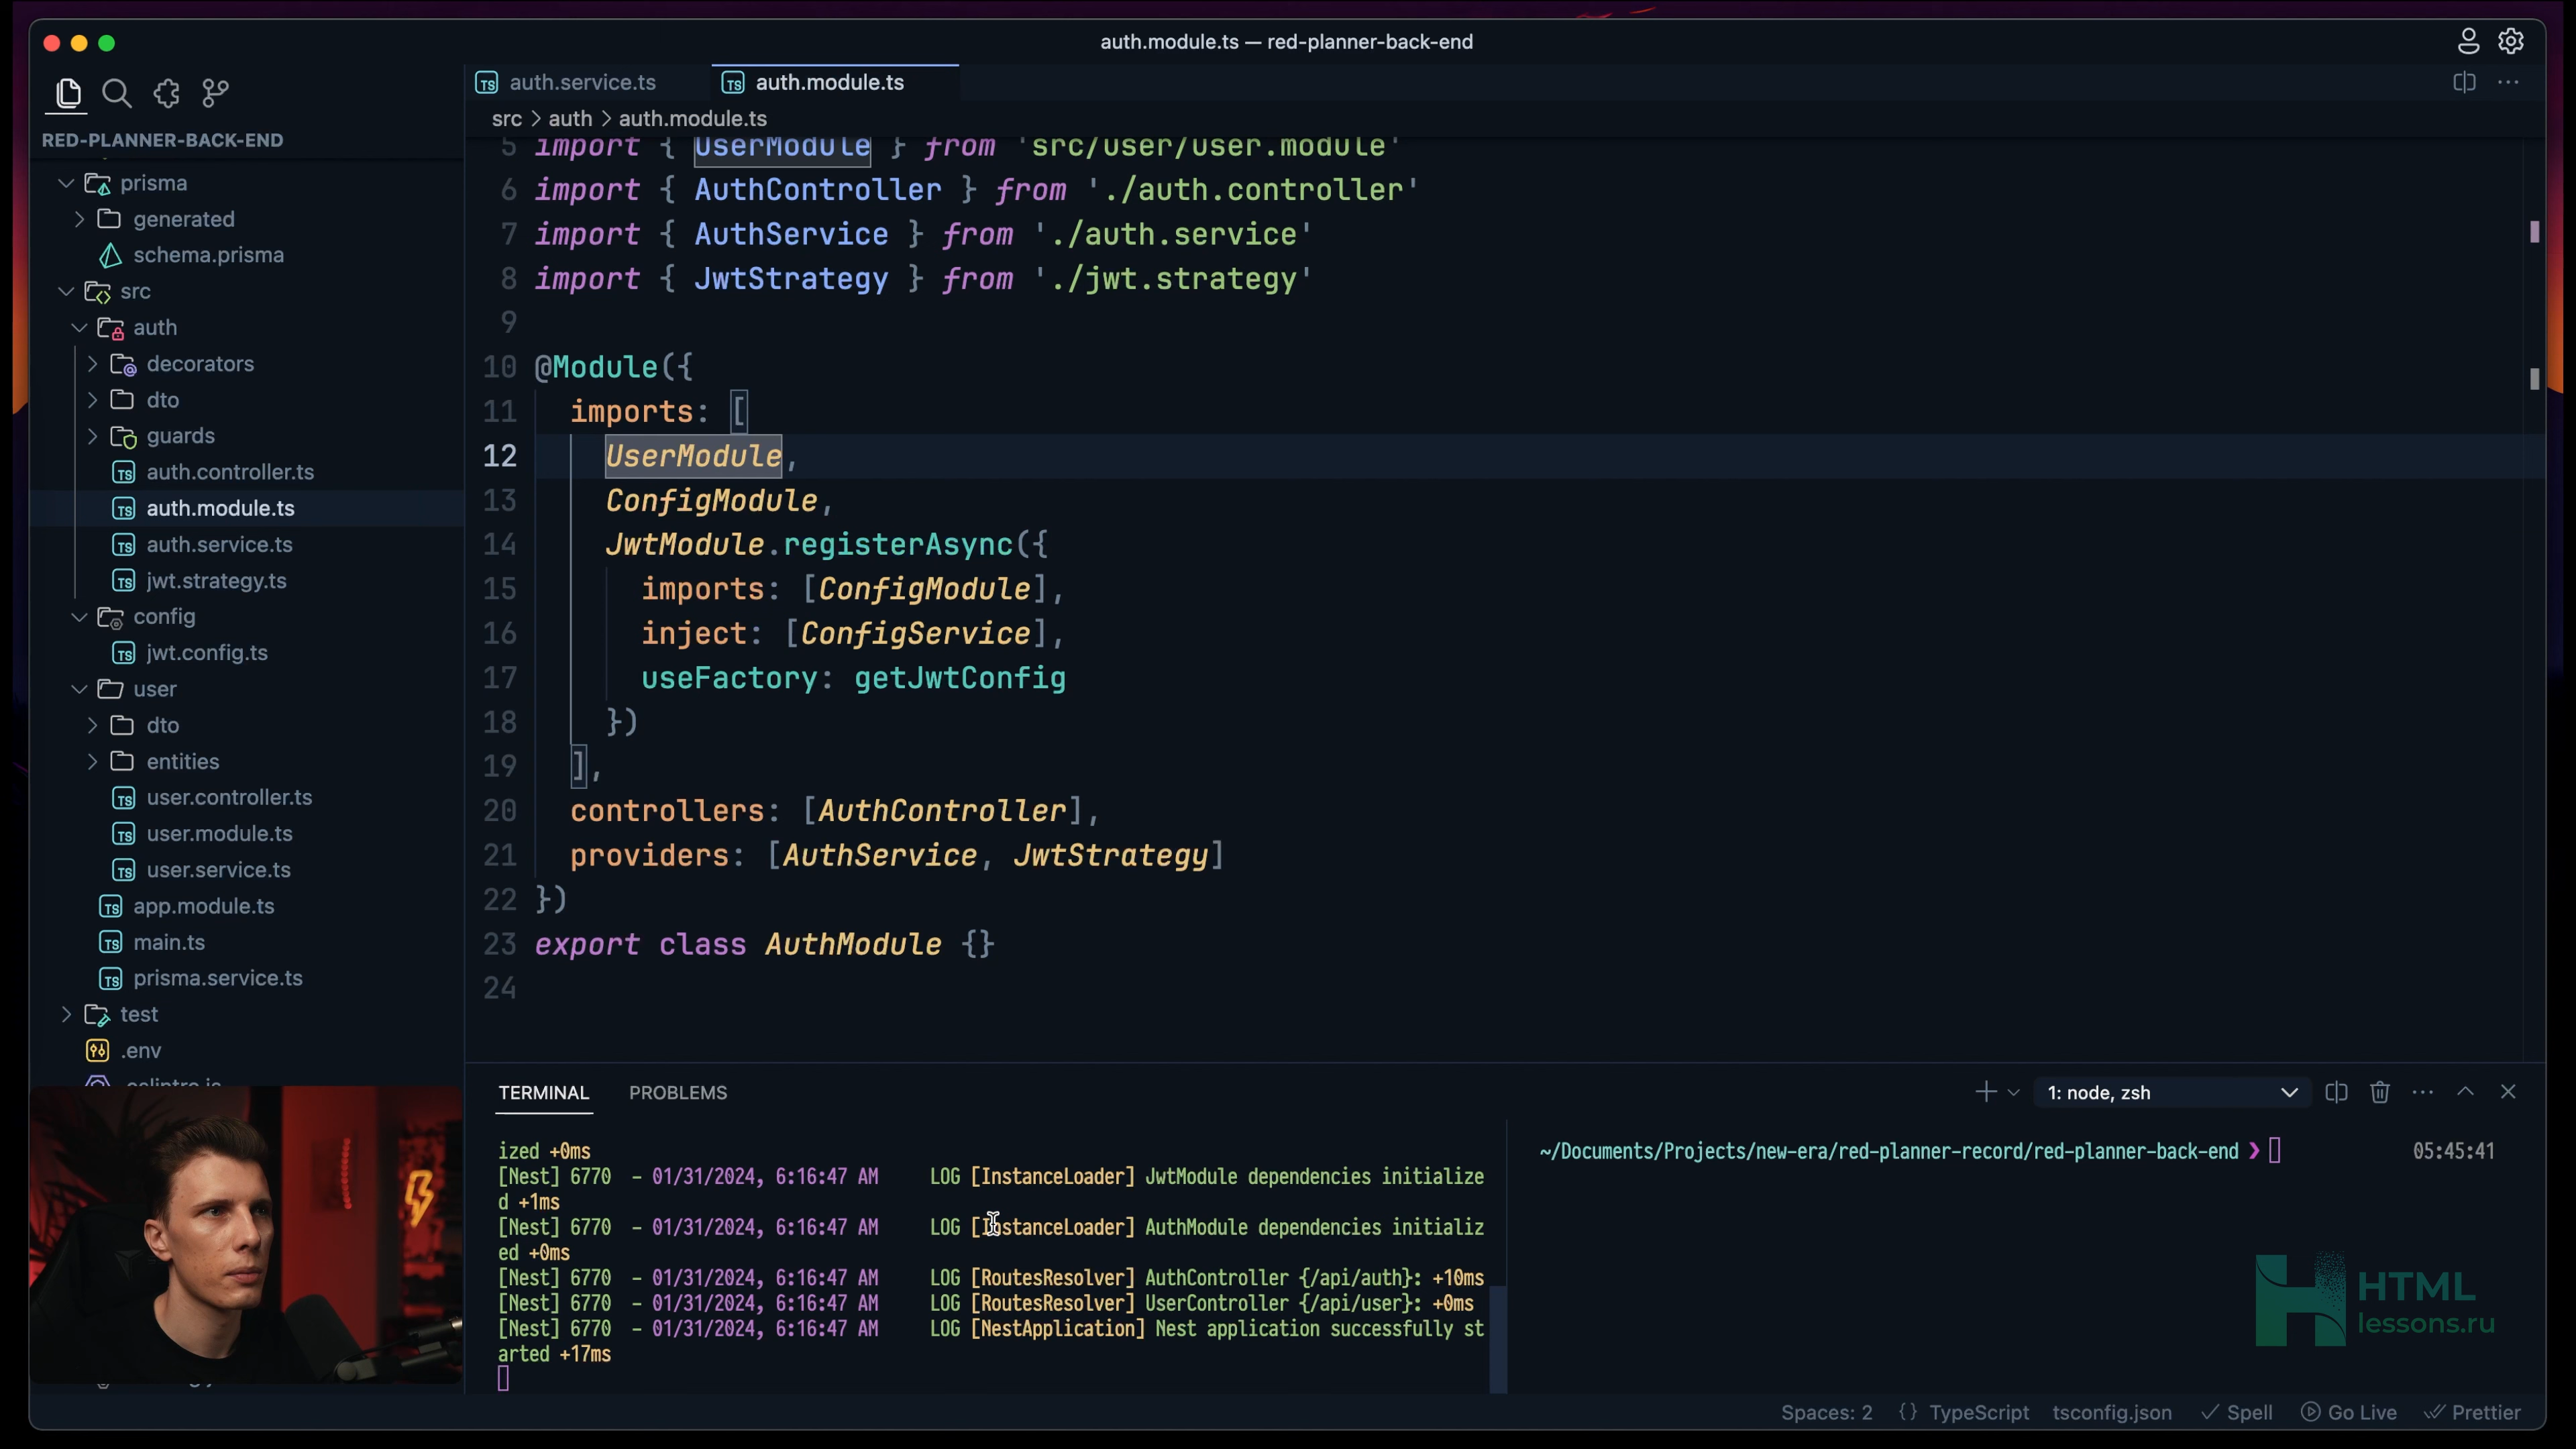 auth.module.ts — red-planner-back-end
RED-PLANNER-BACK-END
prisma
generated
schema.prisma
src
auth
decorators
dto
guards
auth.controller.ts
auth.module.ts
auth.service.ts
jwt.strategy.ts
config
jwt.config.ts
user
dto
entities
user.controller.ts
user.module.ts
user.service.ts
app.module.ts
main.ts
prisma.service.ts
test
.env
TS auth.service.ts
TS auth.module.ts
src > auth > auth.module.ts
5 import { UserModule } from 'src/user/user.module'
6 import { AuthController } from './auth.controller'
7 import { AuthService } from './auth.service'
8 import { JwtStrategy } from './jwt.strategy'
9
10 @Module({
11 imports: [
12 UserModule,
13 ConfigModule,
14 JwtModule.registerAsync({
15 imports: [ConfigModule],
16 inject: [ConfigService],
17 useFactory: getJwtConfig
18 })
19 ],
20 controllers: [AuthController],
21 providers: [AuthService, JwtStrategy]
22 })
23 export class AuthModule {}
24
TERMINAL PROBLEMS
1: node, zsh
ized +0ms
[Nest] 6770 - 01/31/2024, 6:16:47 AM LOG [InstanceLoader] JwtModule dependencies initialize
d +1ms
[Nest] 6770 - 01/31/2024, 6:16:47 AM LOG [InstanceLoader] AuthModule dependencies initializ
ed +0ms
[Nest] 6770 - 01/31/2024, 6:16:47 AM LOG [RoutesResolver] AuthController {/api/auth}: +10ms
[Nest] 6770 - 01/31/2024, 6:16:47 AM LOG [RoutesResolver] UserController {/api/user}: +0ms
[Nest] 6770 - 01/31/2024, 6:16:47 AM LOG [NestApplication] Nest application successfully st
arted +17ms
~/Documents/Projects/new-era/red-planner-record/red-planner-back-end ❯ 05:45:41
HTML
lessons.ru
Spaces: 2 {} TypeScript tsconfig.json Spell Go Live Prettier